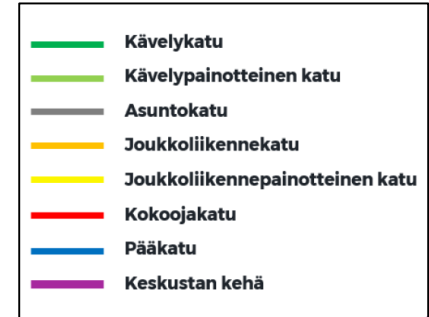 Kävelykatu
Kävelypainotteinen katu
Asuntokatu
Joukkoliikennekatu
Joukkoliikennepainotteinen katu
Kokoojakatu
Pääkatu
Keskustan kehä